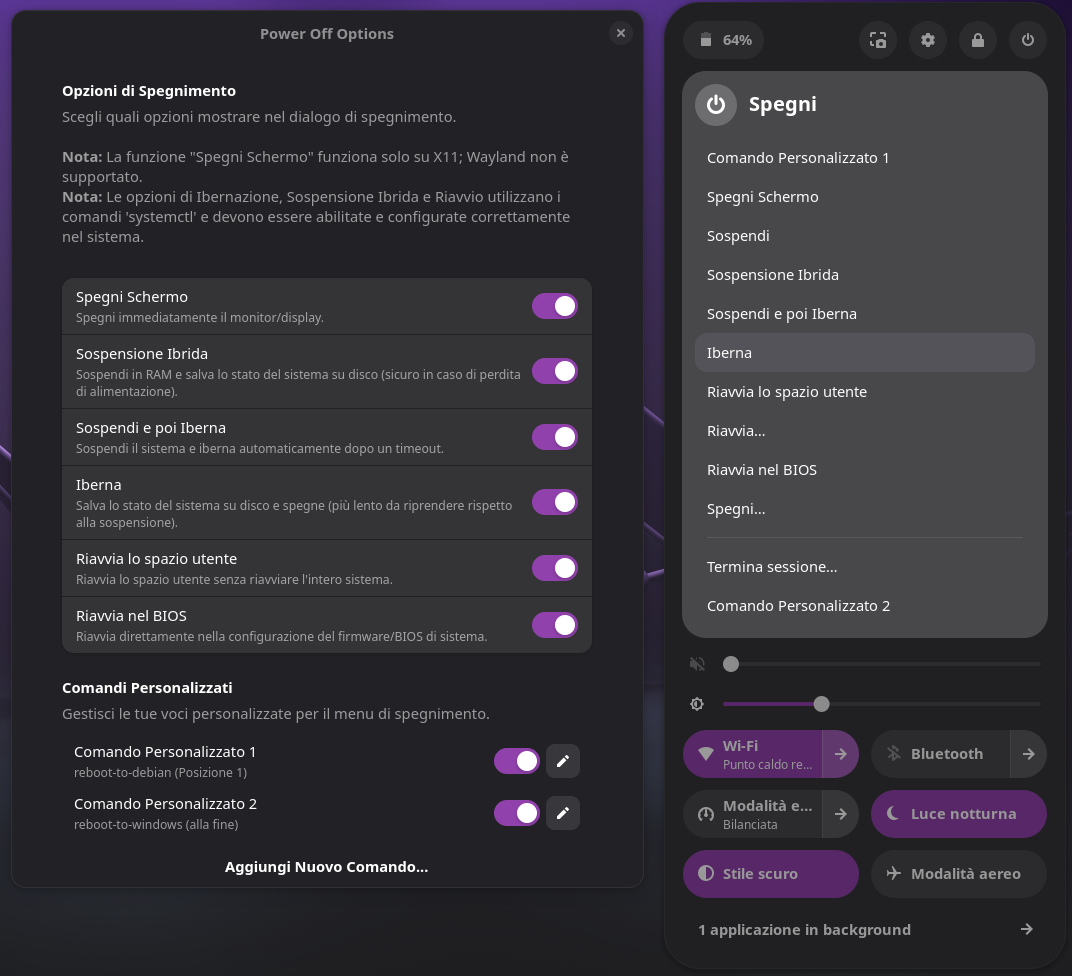 Power Off Options
Opzioni di Spegnimento
Scegli quali opzioni mostrare nel dialogo di spegnimento.
Nota: La funzione "Spegni Schermo" funziona solo su X11; Wayland non è
supportato.
Nota: Le opzioni di Ibernazione, Sospensione Ibrida e Riavvio utilizzano i
comandi 'systemctl' e devono essere abilitate e configurate correttamente
nel sistema.
Spegni Schermo
Spegni immediatamente il monitor/display.
Sospensione Ibrida
Sospendi in RAM e salva lo stato del sistema su disco (sicuro in caso di perdita
di alimentazione).
Sospendi e poi Iberna
Sospendi il sistema e iberna automaticamente dopo un timeout.
Iberna
Salva lo stato del sistema su disco e spegne (più lento da riprendere rispetto
alla sospensione).
Riavvia lo spazio utente
Riavvia lo spazio utente senza riavviare l'intero sistema.
Riavvia nel BIOS
Riavvia direttamente nella configurazione del firmware/BIOS di sistema.
Comandi Personalizzati
Gestisci le tue voci personalizzate per il menu di spegnimento.
Comando Personalizzato 1
reboot-to-debian (Posizione 1)
Comando Personalizzato 2
reboot-to-windows (alla fine)
Aggiungi Nuovo Comando...
64%
Spegni
Comando Personalizzato 1
Spegni Schermo
Sospendi
Sospensione Ibrida
Sospendi e poi Iberna
Iberna
Riavvia lo spazio utente
Riavvia...
Riavvia nel BIOS
Spegni...
Termina sessione...
Comando Personalizzato 2
Wi-Fi
Punto caldo re...
Bluetooth
Modalità e...
Bilanciata
Luce notturna
Stile scuro
Modalità aereo
1 applicazione in background